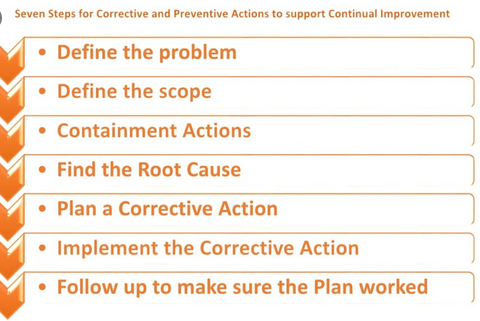 Seven Steps for Corrective and Preventive Actions to support Continual Improvement
• Define the problem
• Define the scope
• Containment Actions
• Find the Root Cause
• Plan a Corrective Action
• Implement the Corrective Action
• Follow up to make sure the Plan worked